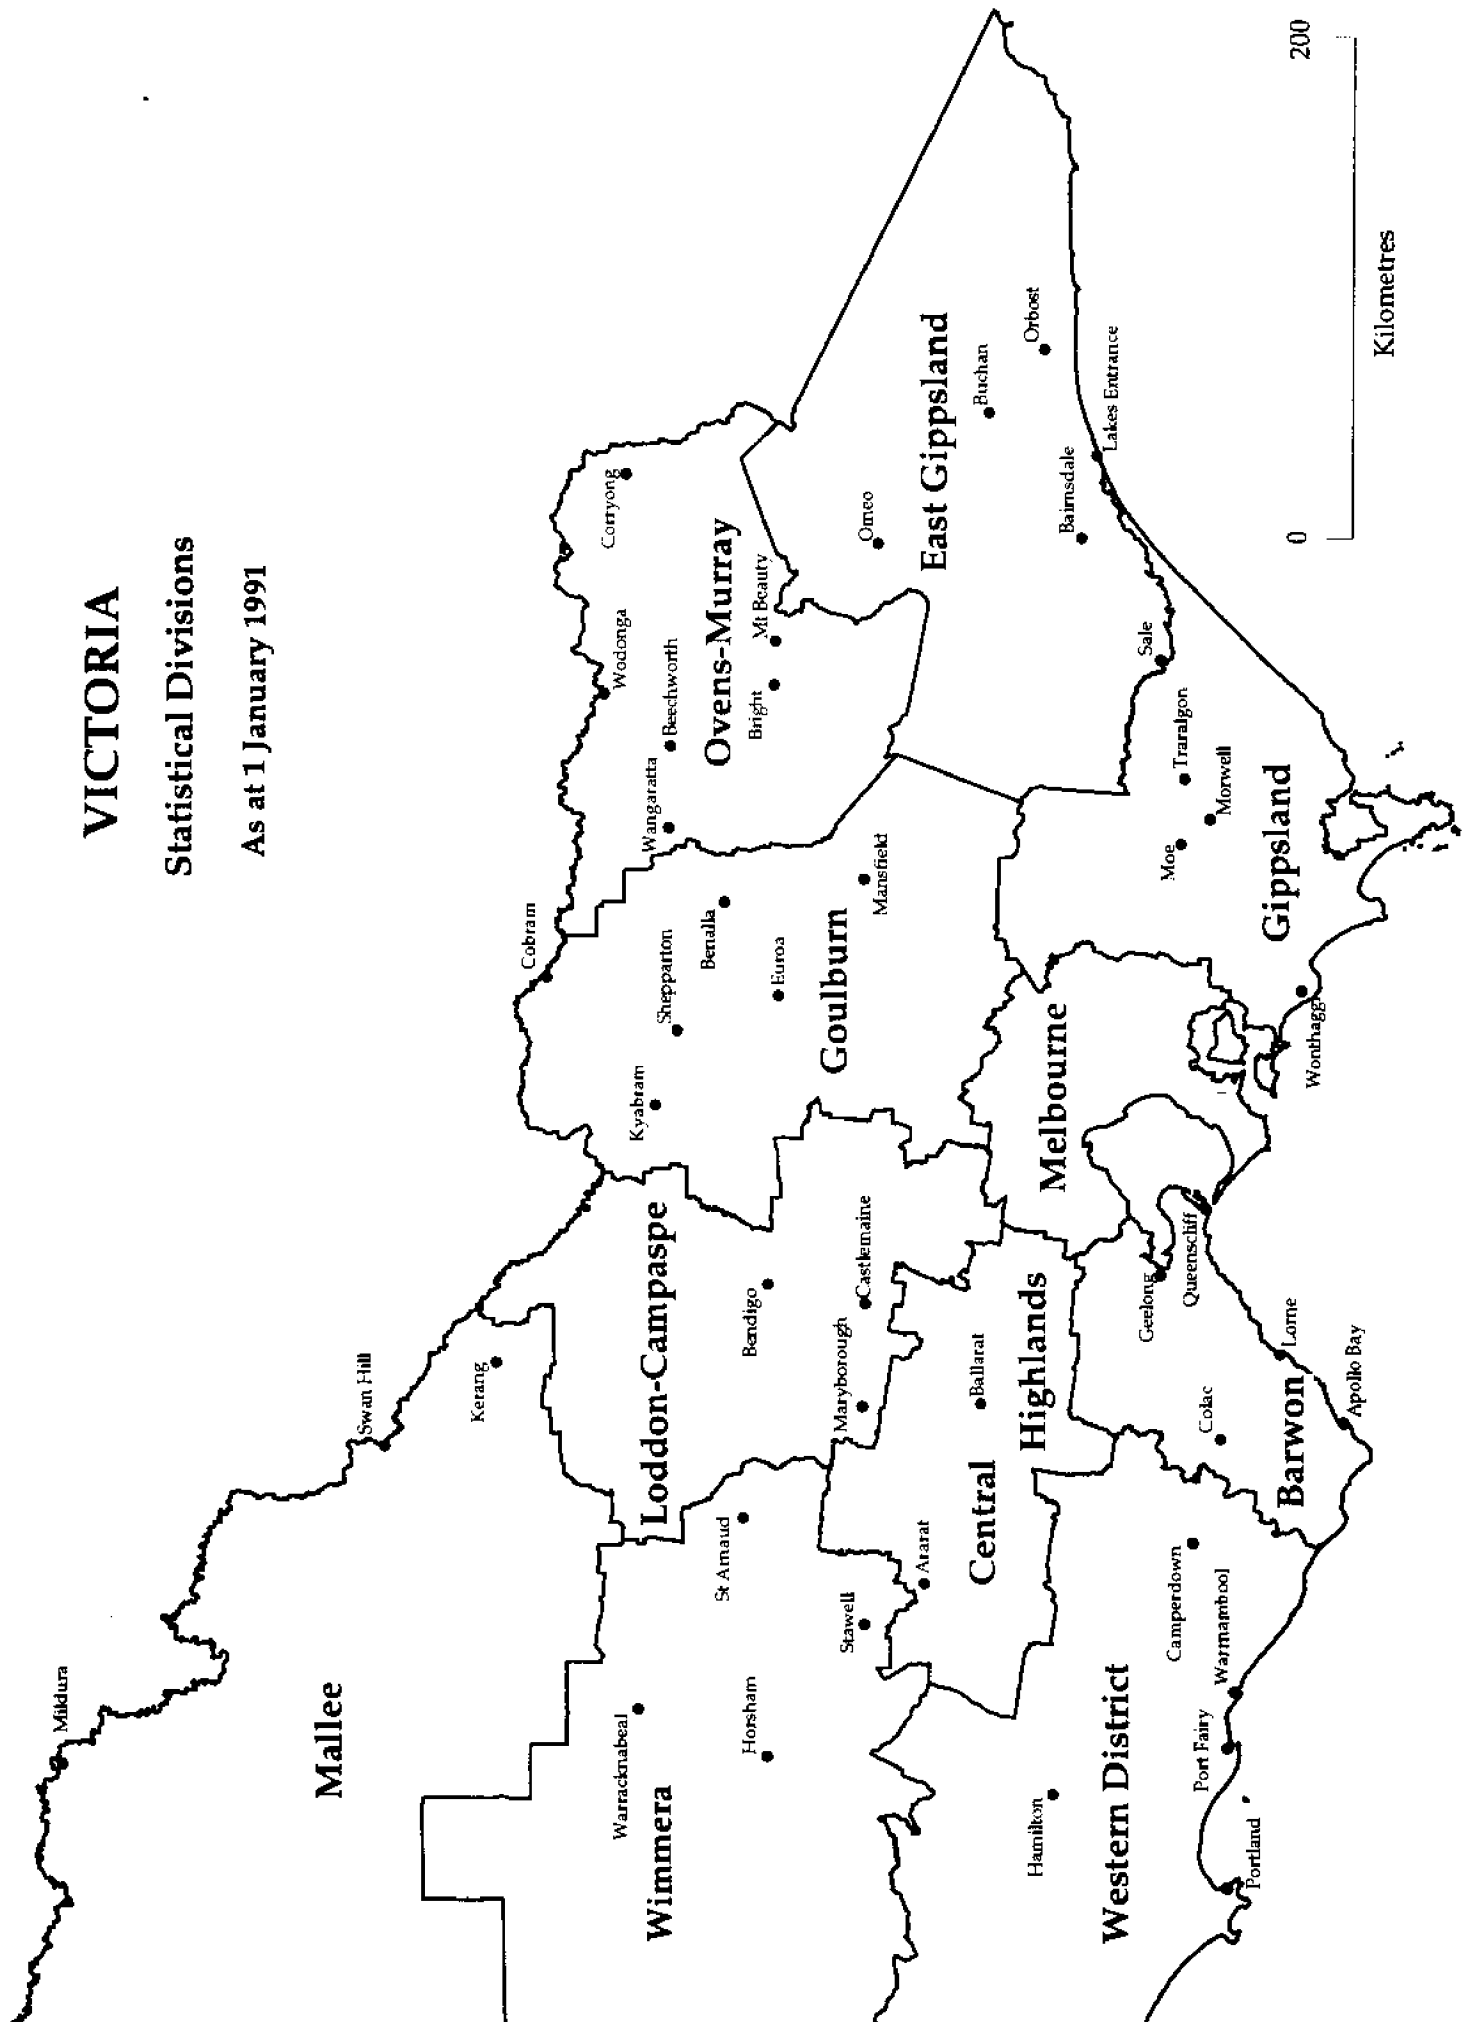 VICTORIA
Statistical Divisions
As at 1 January 1991
Mildura
Mallee
Swan Hill
Kerang
Cobram
Wodonga
Corryong
Warracknabeal
Wimmera
Horsham
St Arnaud
Stawell
Loddon-Campaspe
Bendigo
Maryborough
Castlemaine
Kyabram
Shepparton
Benalla
Euroa
Goulburn
Mansfield
Wangaratta
Beechworth
Ovens-Murray
Bright
Mt Beauty
Omeo
East Gippsland
Buchan
Orbost
Bairnsdale
Lakes Entrance
Sale
Ararat
Central
Highlands
Ballarat
Melbourne
Hamilton
Western District
Camperdown
Warrnambool
Port Fairy
Portland
Colac
Barwon
Geelong
Queenscliff
Lorne
Apollo Bay
Wonthaggi
Gippsland
Moe
Morwell
Traralgon
0
200
Kilometres